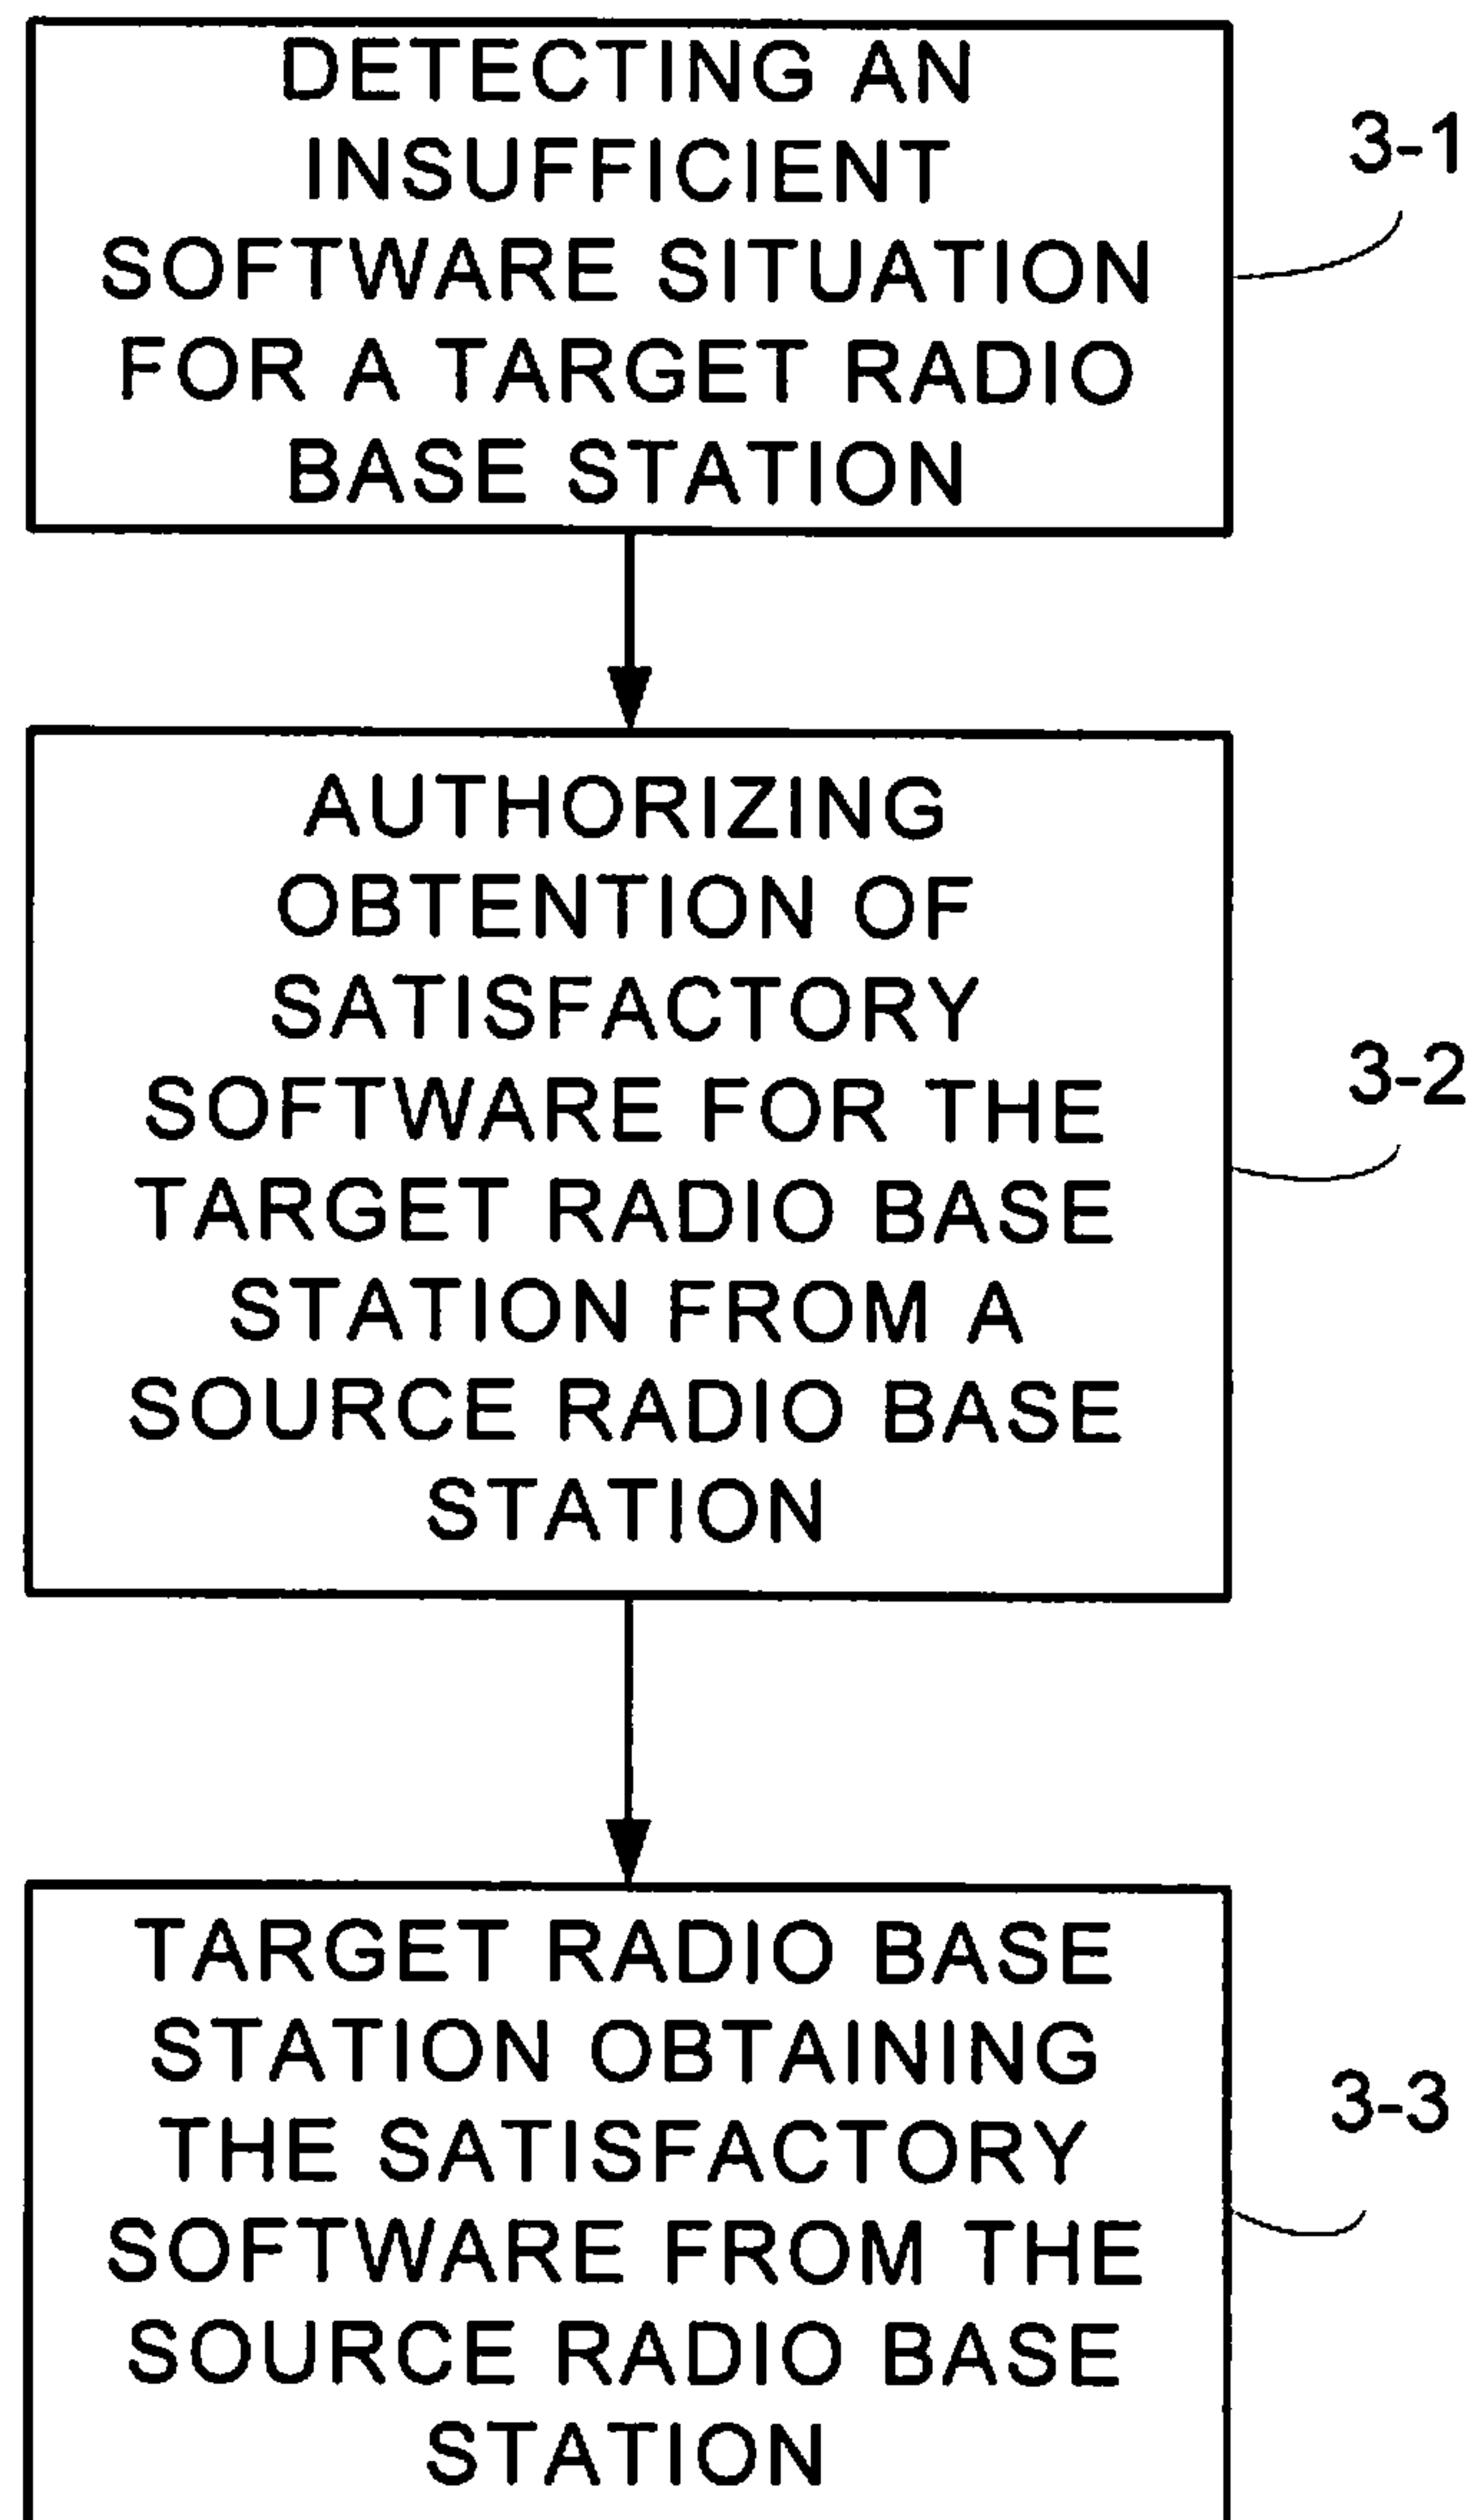 DETECTING AN
INSUFFICIENT
SOFTWARE SITUATION
FOR A TARGET RADIO
BASE STATION
3-1
AUTHORIZING
OBTENTION OF
SATISFACTORY
SOFTWARE FOR THE
TARGET RADIO BASE
STATION FROM A
SOURCE RADIO BASE
STATION
3-2
TARGET RADIO BASE
STATION OBTAINING
THE SATISFACTORY
SOFTWARE FROM THE
SOURCE RADIO BASE
STATION
3-3